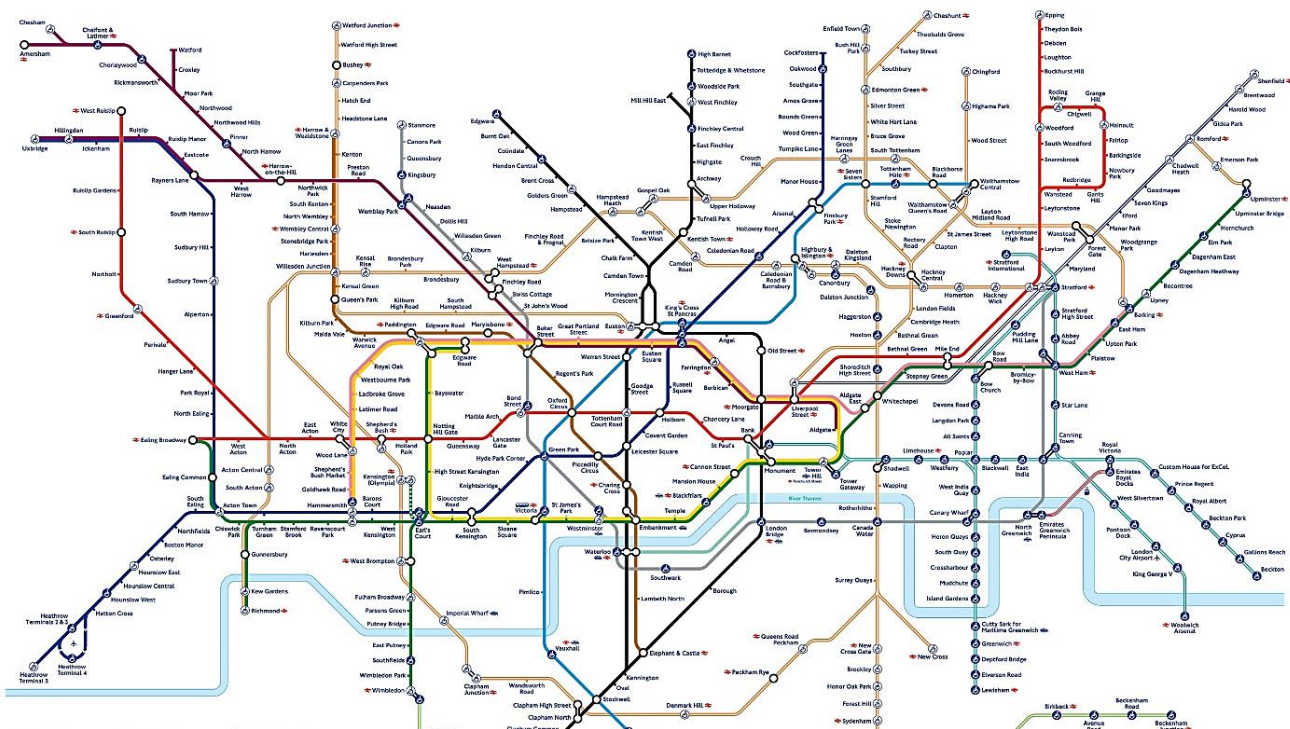 Chesham
Chalfont &
Latimer
Amersham
Chorleywood
Rickmansworth
Watford
Croxley
Moor Park
Northwood
Northwood Hills
Pinner
North Harrow
Harrow-
on-the-Hill
West Ruislip
Hillingdon
Ruislip
Ruislip Manor
Uxbridge
Ickenham
Eastcote
Rayners Lane
West
Harrow
Northwick
Park
Preston
Road
Ruislip Gardens
South Ruislip
Northolt
Greenford
Perivale
Hanger Lane
South Harrow
Sudbury Hill
Sudbury Town
Alperton
Park Royal
North Ealing
Ealing Broadway
West
Acton
North
Acton
East
Acton
White
City
Ealing Common
South
Ealing
Acton Town
Acton Central
South Acton
Northfields
Boston Manor
Osterley
Hounslow East
Hounslow Central
Hounslow West
Hatton Cross
Heathrow
Terminals 2 & 3
Heathrow
Terminal 4
Heathrow
Terminal 5
Watford Junction
Watford High Street
Bushey
Carpenders Park
Hatch End
Headstone Lane
Harrow &
Wealdstone
Kenton
South Kenton
North Wembley
Wembley Central
Stonebridge Park
Harlesden
Willesden Junction
Kensal Green
Queen's Park
Kilburn Park
Maida Vale
Warwick
Avenue
Stanmore
Canons Park
Queensbury
Kingsbury
Wembley Park
Neasden
Dollis Hill
Willesden Green
Kilburn
West
Hampstead
Finchley Road
Swiss Cottage
St John's Wood
Kensal
Rise
Brondesbury
Park
Brondesbury
Kilburn
High Road
South
Hampstead
Edgware
Burnt Oak
Colindale
Hendon Central
Brent Cross
Golders Green
Hampstead
Belsize Park
Chalk Farm
Camden Town
Mornington
Crescent
Euston
High Barnet
Totteridge & Whetstone
Woodside Park
Mill Hill East
West Finchley
Finchley Central
East Finchley
Highgate
Archway
Upper Holloway
Tufnell Park
Kentish Town
Hampstead
Heath
Gospel Oak
Finchley Road
& Frognal
Kentish
Town West
Camden
Road
Crouch
Hill
Cockfosters
Oakwood
Southgate
Arnos Grove
Bounds Green
Wood Green
Turnpike Lane
Manor House
Harringay
Green
Lanes
South Tottenham
Seven
Sisters
Tottenham
Hale
Blackhorse
Road
Walthamstow
Central
Walthamstow
Queen's Road
Arsenal
Finsbury
Park
Holloway Road
Caledonian Road
Caledonian
Road &
Barnsbury
Highbury &
Islington
Canonbury
Dalston
Kingsland
Dalston Junction
Haggerston
Hoxton
Shoreditch
High Street
Enfield Town
Bush Hill
Park
Cheshunt
Theobalds Grove
Turkey Street
Southbury
Edmonton Green
Silver Street
White Hart Lane
Bruce Grove
Stamford
Hill
Stoke
Newington
Rectory
Road
Clapton
St James Street
Hackney
Downs
Hackney
Central
London Fields
Cambridge Heath
Bethnal Green
Homerton
Hackney
Wick
Chingford
Highams Park
Wood Street
Epping
Theydon Bois
Debden
Loughton
Buckhurst Hill
Roding
Valley
Grange
Hill
Chigwell
Hainault
Fairlop
Barkingside
Newbury
Park
Gants
Hill
Redbridge
Woodford
South Woodford
Snaresbrook
Wanstead
Leytonstone
Leyton
Leyton
Midland Road
Leytonstone
High Road
Wanstead
Park
Forest
Gate
Manor Park
Woodgrange
Park
Maryland
Stratford
International
Stratford
Shenfield
Brentwood
Harold Wood
Gidea Park
Romford
Emerson Park
Chadwell
Heath
Goodmayes
Seven Kings
Ilford
Upminster
Upminster Bridge
Hornchurch
Elm Park
Dagenham East
Dagenham Heathway
Becontree
Upney
Barking
East Ham
Upton Park
Plaistow
West Ham
Stratford
High Street
Abbey
Road
Pudding
Mill Lane
Bow
Road
Bow
Church
Bromley-
by-Bow
Mile End
Bethnal Green
Stepney Green
Paddington
Edgware Road
Marylebone
Baker
Street
Great Portland
Street
Edgware
Road
Royal Oak
Westbourne Park
Ladbroke Grove
Latimer Road
Bayswater
Shepherd's
Bush
Wood Lane
Shepherd's
Bush Market
Goldhawk Road
Hammersmith
Holland
Park
Notting
Hill Gate
Queensway
Lancaster
Gate
Marble Arch
Bond
Street
Oxford
Circus
Tottenham
Court Road
Holborn
Chancery Lane
St Paul's
Bank
Regent's Park
Warren Street
Goodge
Street
Euston
Square
King's Cross
St Pancras
Russell
Square
Angel
Old Street
Farringdon
Barbican
Moorgate
Liverpool
Street
Aldgate
Aldgate
East
Whitechapel
Covent Garden
Leicester Square
Piccadilly
Circus
Charing
Cross
Green Park
Hyde Park Corner
Knightsbridge
Kensington
(Olympia)
High Street Kensington
Barons
Court
Gloucester
Road
Earl's
Court
South
Kensington
Sloane
Square
Victoria
St James's
Park
Westminster
Embankment
Temple
Blackfriars
Mansion House
Cannon Street
Monument
Tower
Hill
Fenchurch Street
Tower
Gateway
River Thames
Shadwell
Limehouse
Westferry
Poplar
Blackwall
East
India
Canning
Town
Star Lane
Devons Road
Langdon Park
All Saints
Royal
Victoria
Emirates
Royal
Docks
Custom House for ExCeL
Prince Regent
Royal Albert
Beckton Park
Cyprus
Gallions Reach
Beckton
West Silvertown
Pontoon
Dock
London
City Airport
King George V
Woolwich
Arsenal
North
Greenwich
Emirates
Greenwich
Peninsula
West India
Quay
Canary Wharf
Heron Quays
South Quay
Crossharbour
Mudchute
Island Gardens
Cutty Sark for
Maritime Greenwich
Greenwich
Deptford Bridge
Elverson Road
Lewisham
Wapping
Rotherhithe
Canada
Water
Bermondsey
London
Bridge
Southwark
Waterloo
Lambeth North
Borough
Elephant & Castle
Kennington
Oval
Stockwell
Pimlico
Vauxhall
Chiswick
Park
Turnham
Green
Stamford
Brook
Ravenscourt
Park
West
Kensington
Gunnersbury
Kew Gardens
Richmond
West Brompton
Fulham Broadway
Parsons Green
Putney Bridge
East Putney
Southfields
Wimbledon Park
Wimbledon
Imperial Wharf
Clapham
Junction
Wandsworth
Road
Clapham High Street
Clapham North
Clapham Common
Denmark Hill
Peckham Rye
Queens Road
Peckham
Surrey Quays
New
Cross Gate
New Cross
Brockley
Honor Oak Park
Forest Hill
Sydenham
Birkbeck
Avenue
Road
Beckenham
Road
Beckenham
Junction